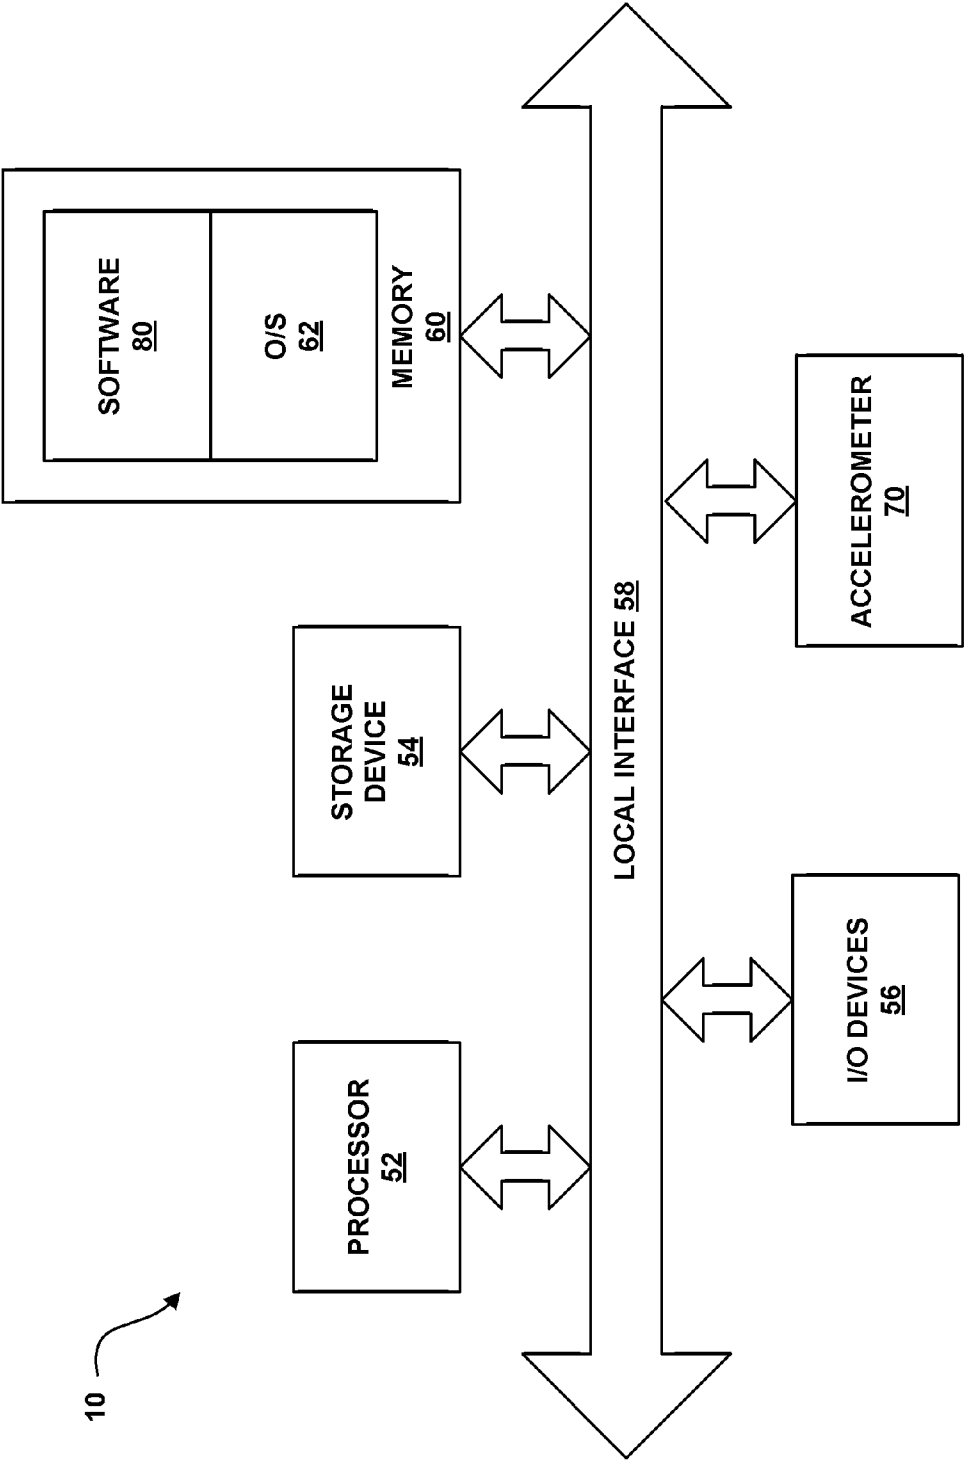 10
PROCESSOR
52
STORAGE
DEVICE
54
SOFTWARE
80
O/S
62
MEMORY
60
LOCAL INTERFACE 58
I/O DEVICES
56
ACCELEROMETER
70